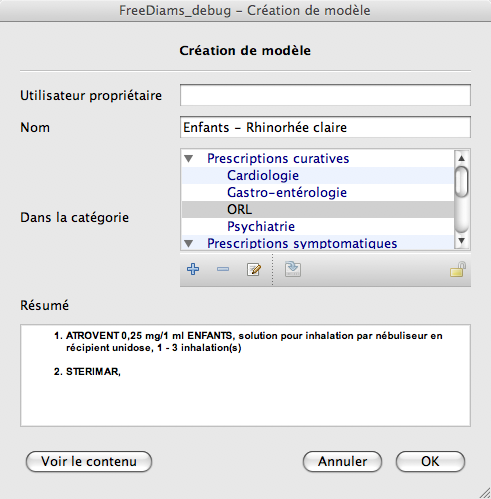 FreeDiams_debug – Création de modèle
Création de modèle
Utilisateur propriétaire
Nom
Enfants – Rhinorhée claire
Dans la catégorie
Prescriptions curatives
Cardiologie
Gastro-entérologie
ORL
Psychiatrie
Prescriptions symptomatiques
Résumé
1. ATROVENT 0,25 mg/1 ml ENFANTS, solution pour inhalation par nébuliseur en
récipient unidose, 1 - 3 inhalation(s)
2. STERIMAR,
Voir le contenu
Annuler
OK